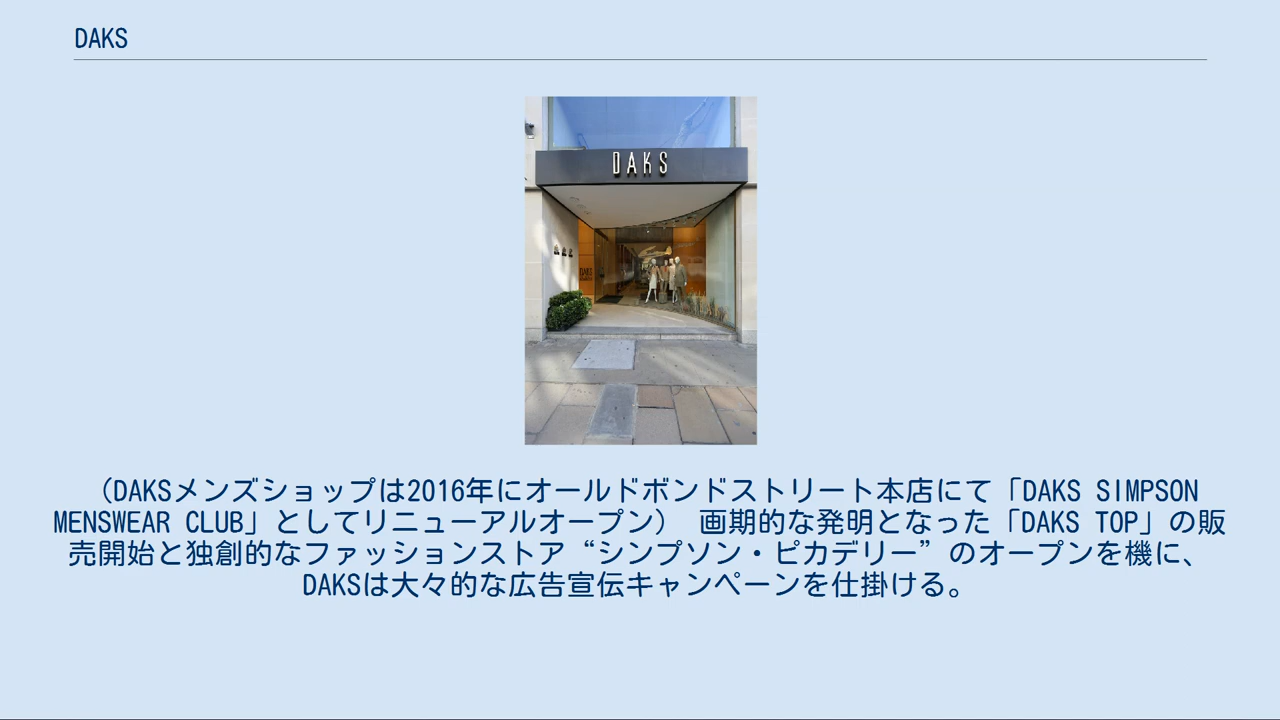 DAKS
DAKS
DAKS
（DAKSメンズショップは2016年にオールドボンドストリート本店にて「DAKS SIMPSON
MENSWEAR CLUB」としてリニューアルオープン）　画期的な発明となった「DAKS TOP」の販
売開始と独創的なファッションストア“シンプソン・ピカデリー”のオープンを機に、
DAKSは大々的な広告宣伝キャンペーンを仕掛ける。